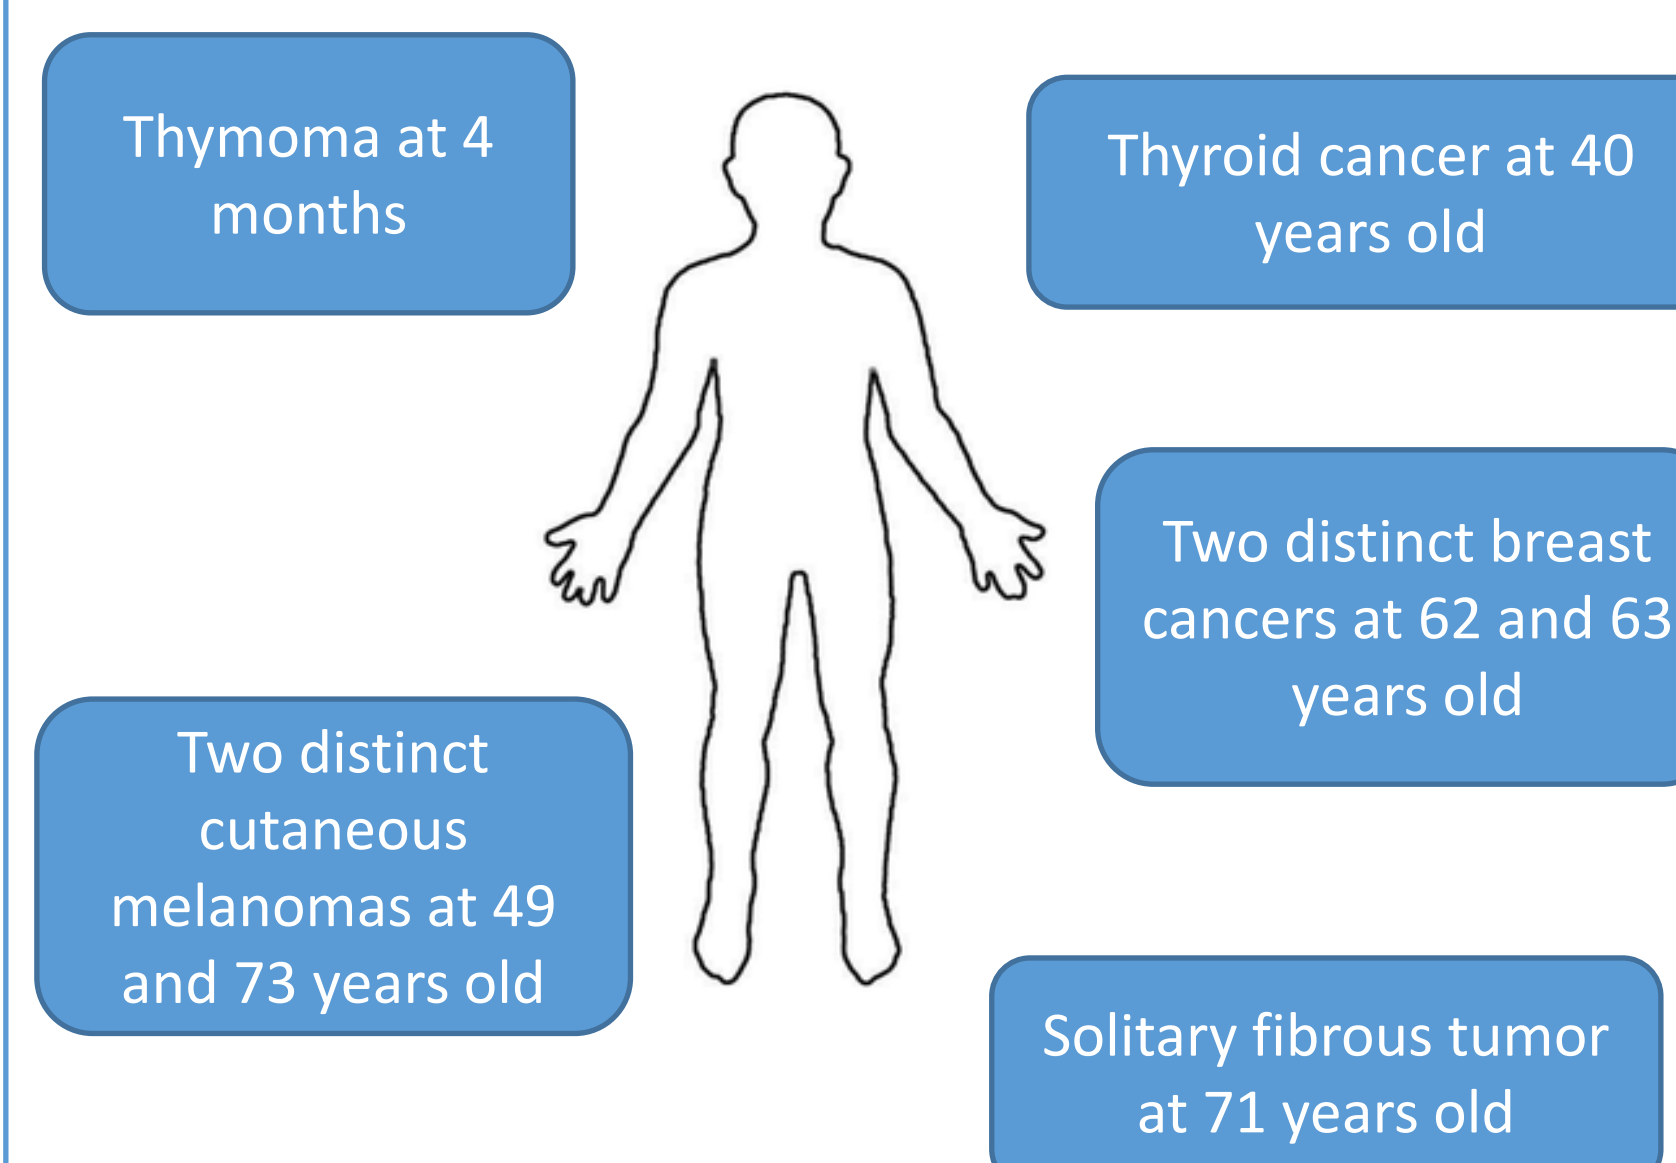 Thymoma at 4
months
Thyroid cancer at 40
years old
Two distinct breast
cancers at 62 and 63
years old
Two distinct
cutaneous
melanomas at 49
and 73 years old
Solitary fibrous tumor
at 71 years old